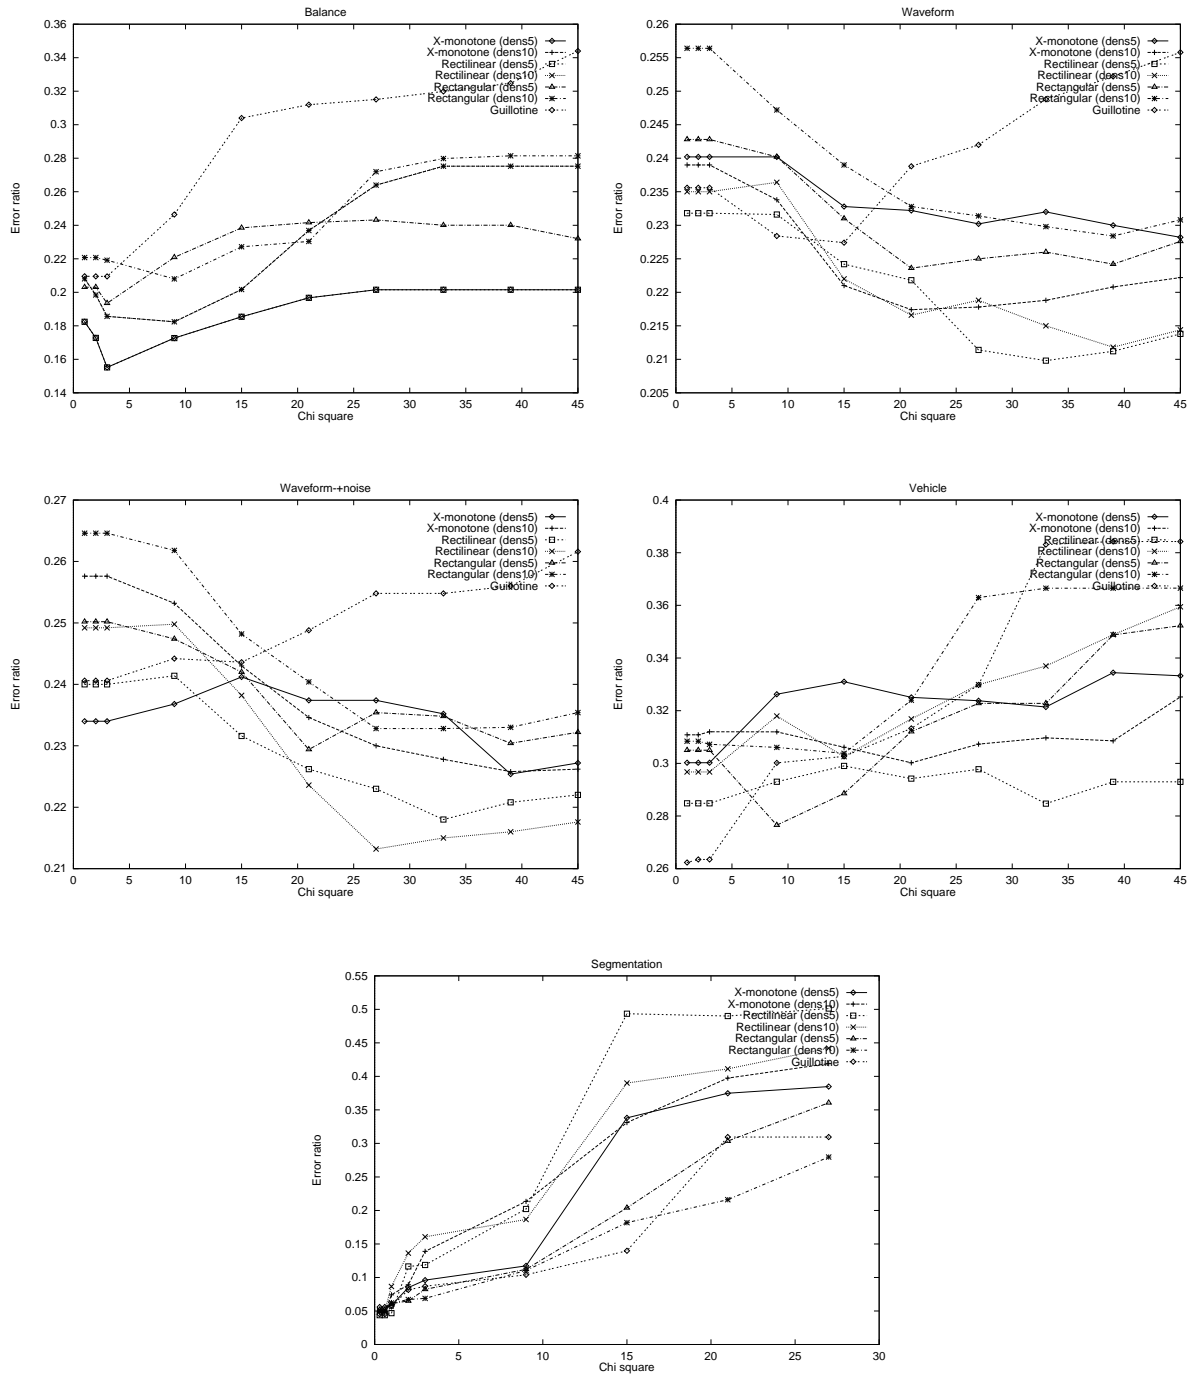 Balance
0.36
0.34
0.32
0.3
0.28
0.26
0.24
0.22
0.2
0.18
0.16
0.14
Error ratio
0 5 10 15 20 25 30 35 40 45
Chi square
X-monotone (dens5)
X-monotone (dens10)
Rectilinear (dens5)
Rectilinear (dens10)
Rectangular (dens5)
Rectangular (dens10)
Guillotine
Waveform
0.26
0.255
0.25
0.245
0.24
0.235
0.23
0.225
0.22
0.215
0.21
0.205
Error ratio
0 5 10 15 20 25 30 35 40 45
Chi square
X-monotone (dens5)
X-monotone (dens10)
Rectilinear (dens5)
Rectilinear (dens10)
Rectangular (dens5)
Rectangular (dens10)
Guillotine
Waveform-+noise
0.27
0.26
0.25
0.24
0.23
0.22
0.21
Error ratio
0 5 10 15 20 25 30 35 40 45
Chi square
X-monotone (dens5)
X-monotone (dens10)
Rectilinear (dens5)
Rectilinear (dens10)
Rectangular (dens5)
Rectangular (dens10)
Guillotine
Vehicle
0.4
0.38
0.36
0.34
0.32
0.3
0.28
0.26
Error ratio
0 5 10 15 20 25 30 35 40 45
Chi square
X-monotone (dens5)
X-monotone (dens10)
Rectilinear (dens5)
Rectilinear (dens10)
Rectangular (dens5)
Rectangular (dens10)
Guillotine
Segmentation
0.55
0.5
0.45
0.4
0.35
0.3
0.25
0.2
0.15
0.1
0.05
0
Error ratio
0 5 10 15 20 25 30
Chi square
X-monotone (dens5)
X-monotone (dens10)
Rectilinear (dens5)
Rectilinear (dens10)
Rectangular (dens5)
Rectangular (dens10)
Guillotine